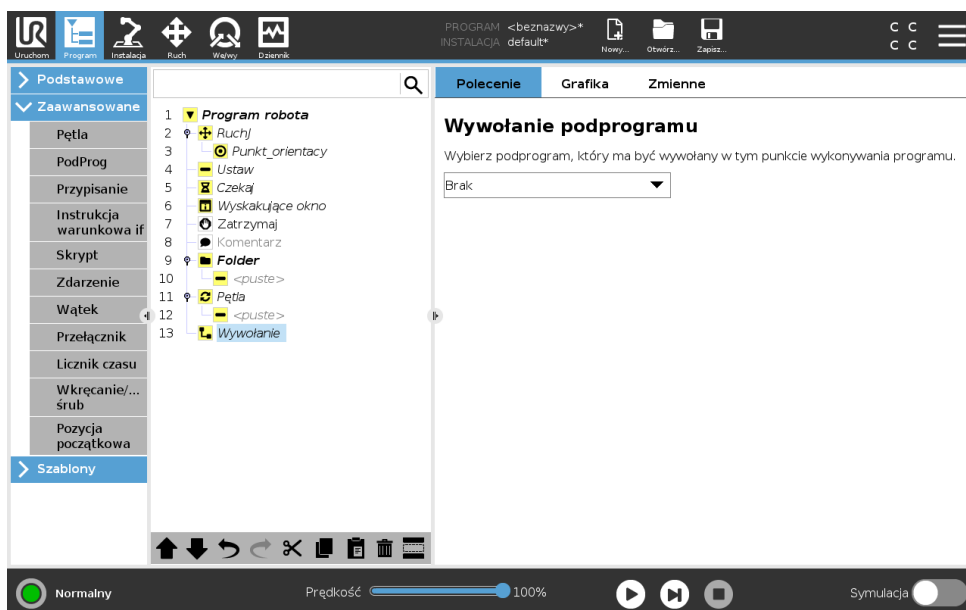 PROGRAM <beznazwy>*
INSTALACJA default*
Uruchom
Program
Instalacja
Ruch
We/wy
Dziennik
Nowy...
Otwórz...
Zapisz...
C C
C C
Podstawowe
Zaawansowane
Pętla
PodProg
Przypisanie
Instrukcja
warunkowa if
Skrypt
Zdarzenie
Wątek
Przełącznik
Licznik czasu
Wkręcanie/...
śrub
Pozycja
początkowa
Szablony
1 Program robota
2 RuchJ
3 Punkt_orientacy
4 Ustaw
5 Czekaj
6 Wyskakujące okno
7 Zatrzymaj
8 Komentarz
9 Folder
10 <puste>
11 Pętla
12 <puste>
13 Wywołanie
Polecenie
Grafika
Zmienne
Wywołanie podprogramu
Wybierz podprogram, który ma być wywołany w tym punkcie wykonywania programu.
Brak
Normalny
Prędkość
100%
Symulacja